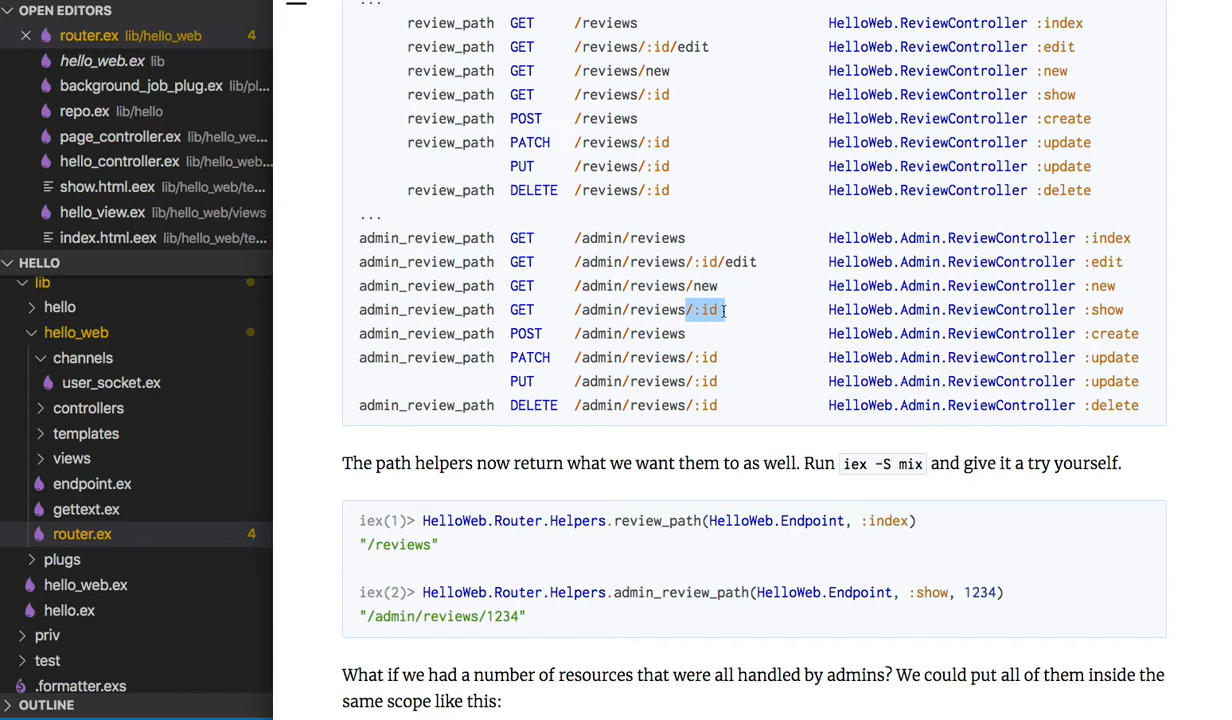 OPEN EDITORS
router.ex lib/hello_web 4
hello_web.ex lib
background_job_plug.ex lib/pl...
repo.ex lib/hello
page_controller.ex lib/hello_we...
hello_controller.ex lib/hello_web...
show.html.eex lib/hello_web/te...
hello_view.ex lib/hello_web/views
index.html.eex lib/hello_web/te...
HELLO
lib
hello
hello_web
channels
user_socket.ex
controllers
templates
views
endpoint.ex
gettext.ex
router.ex 4
plugs
hello_web.ex
hello.ex
priv
test
.formatter.exs
OUTLINE
...
review_path GET /reviews HelloWeb.ReviewController :index
review_path GET /reviews/:id/edit HelloWeb.ReviewController :edit
review_path GET /reviews/new HelloWeb.ReviewController :new
review_path GET /reviews/:id HelloWeb.ReviewController :show
review_path POST /reviews HelloWeb.ReviewController :create
review_path PATCH /reviews/:id HelloWeb.ReviewController :update
PUT /reviews/:id HelloWeb.ReviewController :update
review_path DELETE /reviews/:id HelloWeb.ReviewController :delete
...
admin_review_path GET /admin/reviews HelloWeb.Admin.ReviewController :index
admin_review_path GET /admin/reviews/:id/edit HelloWeb.Admin.ReviewController :edit
admin_review_path GET /admin/reviews/new HelloWeb.Admin.ReviewController :new
admin_review_path GET /admin/reviews/:id HelloWeb.Admin.ReviewController :show
admin_review_path POST /admin/reviews HelloWeb.Admin.ReviewController :create
admin_review_path PATCH /admin/reviews/:id HelloWeb.Admin.ReviewController :update
PUT /admin/reviews/:id HelloWeb.Admin.ReviewController :update
admin_review_path DELETE /admin/reviews/:id HelloWeb.Admin.ReviewController :delete
The path helpers now return what we want them to as well. Run iex -S mix and give it a try yourself.
iex(1)> HelloWeb.Router.Helpers.review_path(HelloWeb.Endpoint, :index)
"/reviews"
iex(2)> HelloWeb.Router.Helpers.admin_review_path(HelloWeb.Endpoint, :show, 1234)
"/admin/reviews/1234"
What if we had a number of resources that were all handled by admins? We could put all of them inside the
same scope like this: